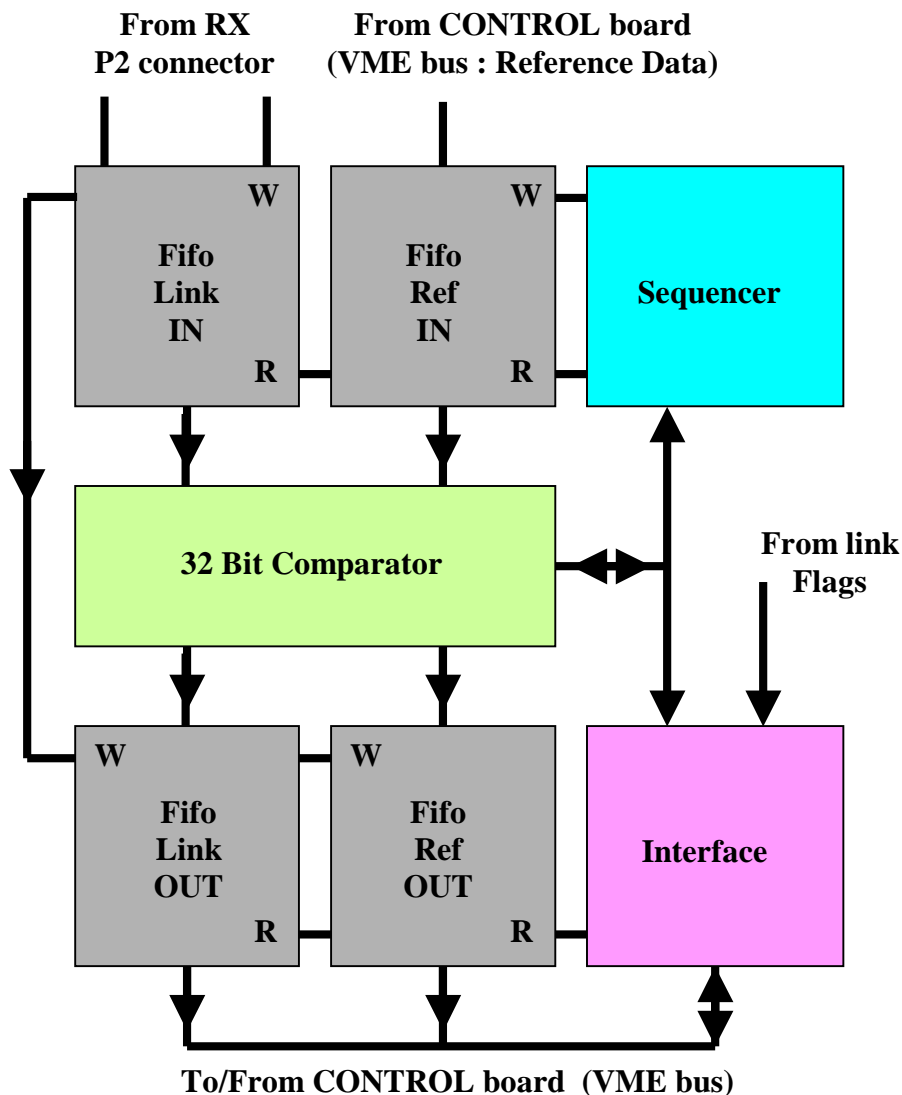 From RX
P2 connector
From CONTROL board
(VME bus : Reference Data)
W
Fifo
Link
IN
R
W
Fifo
Ref
IN
R
Sequencer
32 Bit Comparator
From link
Flags
W
Fifo
Link
OUT
R
W
Fifo
Ref
OUT
R
Interface
To/From CONTROL board (VME bus)